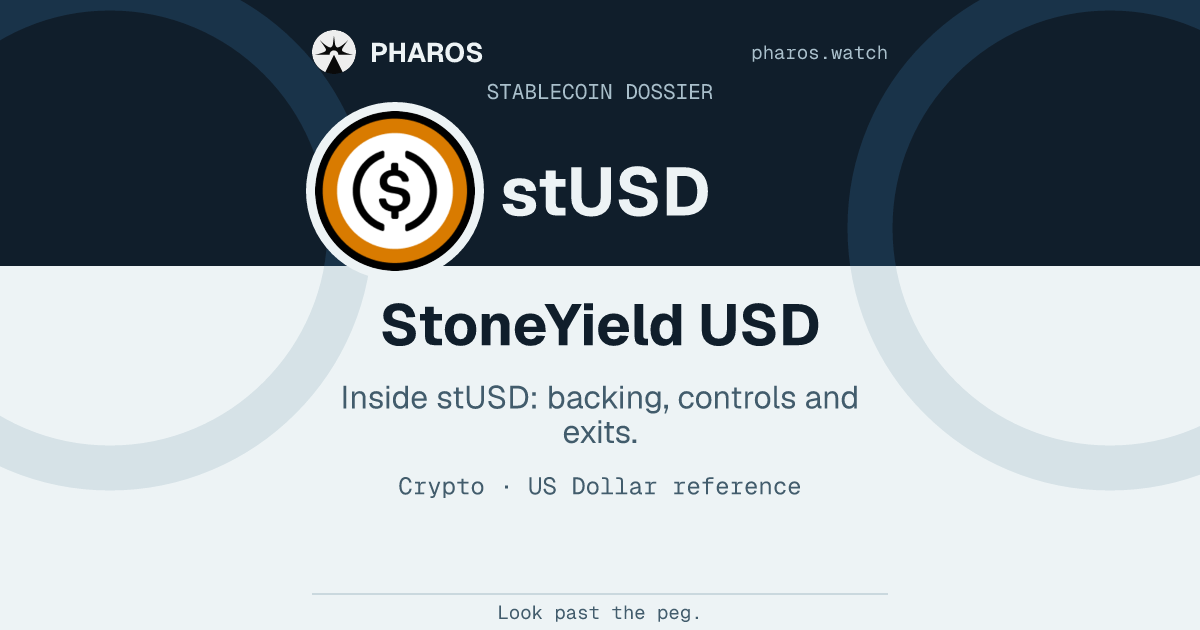 PHAROS
pharos.watch
STABLECOIN DOSSIER
$
stUSD
StoneYield USD
Inside stUSD: backing, controls and
exits.
Crypto · US Dollar reference
Look past the peg.